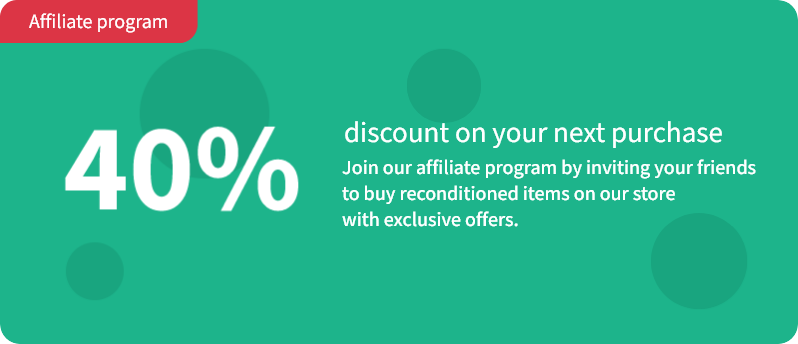 Affiliate program
40%
discount on your next purchase
Join our affiliate program by inviting your friends
to buy reconditioned items on our store
with exclusive offers.